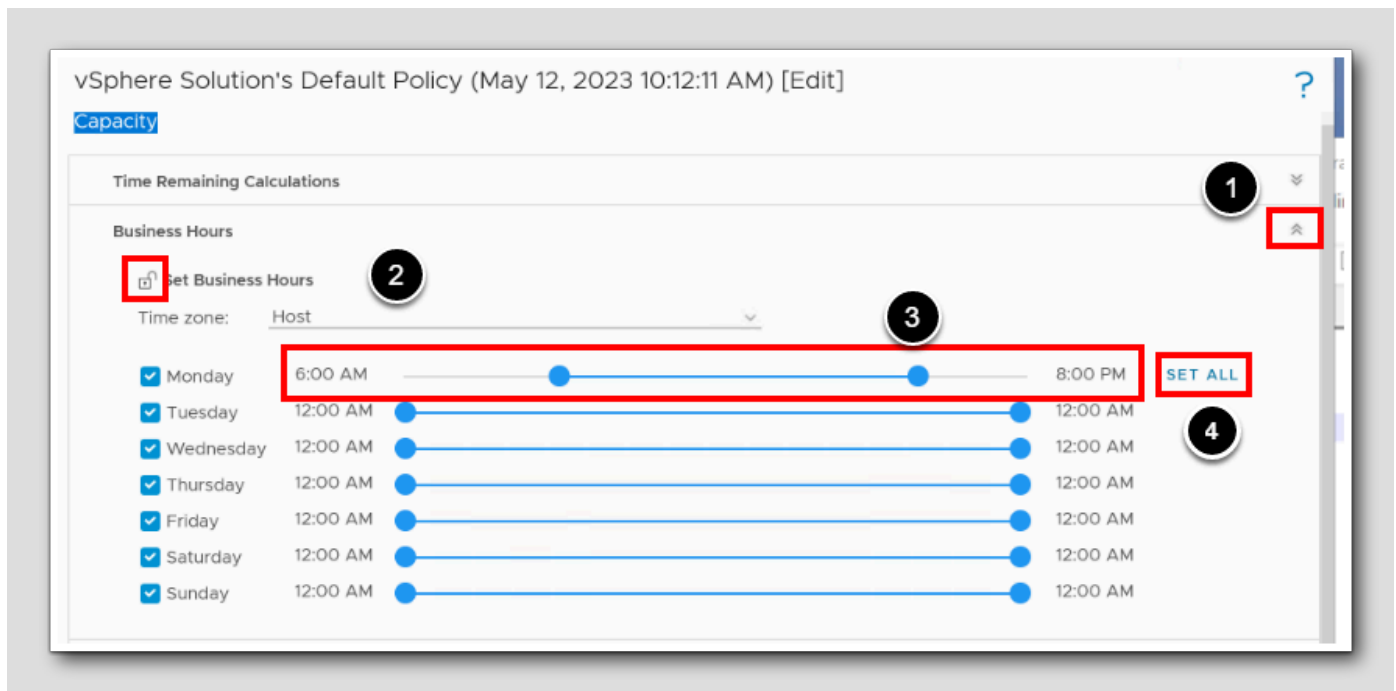 vSphere Solution's Default Policy (May 12, 2023 10:12:11 AM) [Edit] ?
Capacity
Time Remaining Calculations
1
Business Hours
Set Business Hours
2
Time zone: Host
3
Monday 6:00 AM 8:00 PM SET ALL
Tuesday 12:00 AM 12:00 AM
4
Wednesday 12:00 AM 12:00 AM
Thursday 12:00 AM 12:00 AM
Friday 12:00 AM 12:00 AM
Saturday 12:00 AM 12:00 AM
Sunday 12:00 AM 12:00 AM